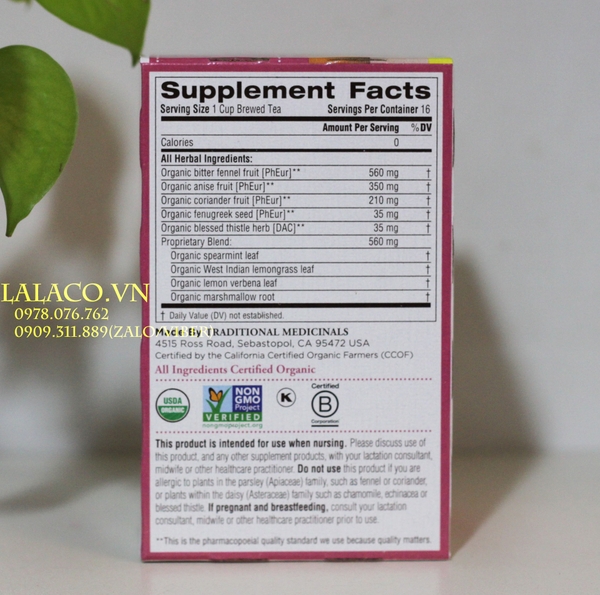 Supplement Facts
Serving Size 1 Cup Brewed Tea Servings Per Container 16
Amount Per Serving %DV
Calories 0
All Herbal Ingredients:
Organic bitter fennel fruit [PhEur]** 560 mg †
Organic anise fruit [PhEur]** 350 mg †
Organic coriander fruit [PhEur]** 210 mg †
Organic fenugreek seed [PhEur]** 35 mg †
Organic blessed thistle herb [DAC]** 35 mg †
Proprietary Blend: 560 mg
Organic spearmint leaf †
Organic West Indian lemongrass leaf †
Organic lemon verbena leaf †
Organic marshmallow root †
† Daily Value (DV) not established.
LALACO.VN
0978.076.762
0909.311.889(ZALO,VIBER)
Made by TRADITIONAL MEDICINALS
4515 Ross Road, Sebastopol, CA 95472 USA
Certified by the California Certified Organic Farmers (CCOF)
All Ingredients Certified Organic
USDA
ORGANIC
NON
GMO
Project
VERIFIED
nongmoproject.org
K
Certified
B
Corporation
This product is intended for use when nursing. Please discuss use of
this product, and any other supplement products, with your lactation consultant,
midwife or other healthcare practitioner. Do not use this product if you are
allergic to plants in the parsley (Apiaceae) family, such as fennel or coriander,
or plants within the daisy (Asteraceae) family such as chamomile, echinacea or
blessed thistle. If pregnant and breastfeeding, consult your lactation
consultant, midwife or other healthcare practitioner prior to use.
**This is the pharmacopoeial quality standard we use because quality matters.